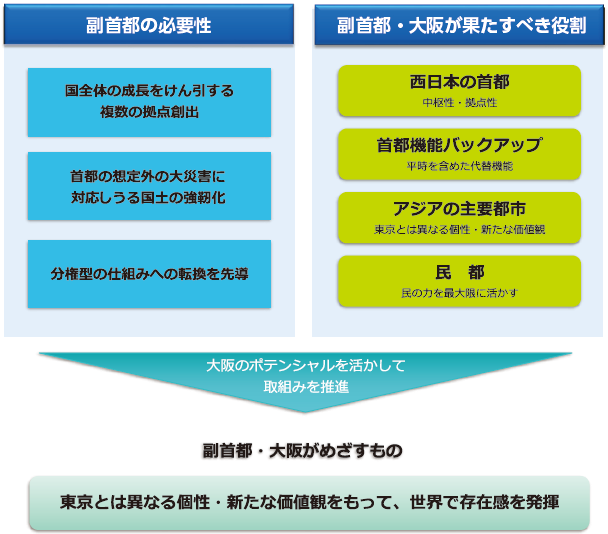 副首都の必要性
国全体の成長をけん引する
複数の拠点創出
首都の想定外の大災害に
対応しうる国土の強靭化
分権型の仕組みへの転換を先導
副首都・大阪が果たすべき役割
西日本の首都
中枢性・拠点性
首都機能バックアップ
平時を含めた代替機能
アジアの主要都市
東京とは異なる個性・新たな価値観
民　都
民の力を最大限に活かす
大阪のポテンシャルを活かして
取組みを推進
副首都・大阪がめざすもの
東京とは異なる個性・新たな価値観をもって、世界で存在感を発揮